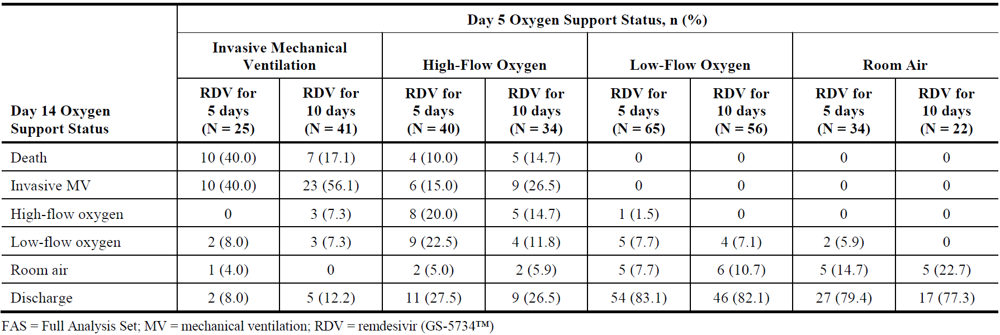 Day 5 Oxygen Support Status, n (%)
Invasive Mechanical
Ventilation High-Flow Oxygen Low-Flow Oxygen Room Air
Day 14 Oxygen
Support Status
RDV for
5 days
(N = 25)
RDV for
10 days
(N = 41)
RDV for
5 days
(N = 40)
RDV for
10 days
(N = 34)
RDV for
5 days
(N = 65)
RDV for
10 days
(N = 56)
RDV for
5 days
(N = 34)
RDV for
10 days
(N = 22)
Death 10 (40.0) 7 (17.1) 4 (10.0) 5 (14.7) 0 0 0 0
Invasive MV 10 (40.0) 23 (56.1) 6 (15.0) 9 (26.5) 0 0 0 0
High-flow oxygen 0 3 (7.3) 8 (20.0) 5 (14.7) 1 (1.5) 0 0 0
Low-flow oxygen 2 (8.0) 3 (7.3) 9 (22.5) 4 (11.8) 5 (7.7) 4 (7.1) 2 (5.9) 0
Room air 1 (4.0) 0 2 (5.0) 2 (5.9) 5 (7.7) 6 (10.7) 5 (14.7) 5 (22.7)
Discharge 2 (8.0) 5 (12.2) 11 (27.5) 9 (26.5) 54 (83.1) 46 (82.1) 27 (79.4) 17 (77.3)
FAS = Full Analysis Set; MV = mechanical ventilation; RDV = remdesivir (GS-5734™)